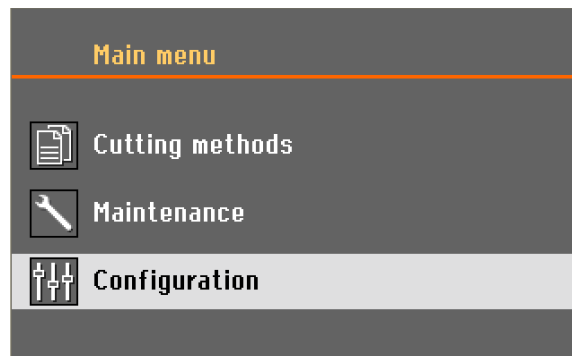 Main menu
Cutting methods
Maintenance
Configuration